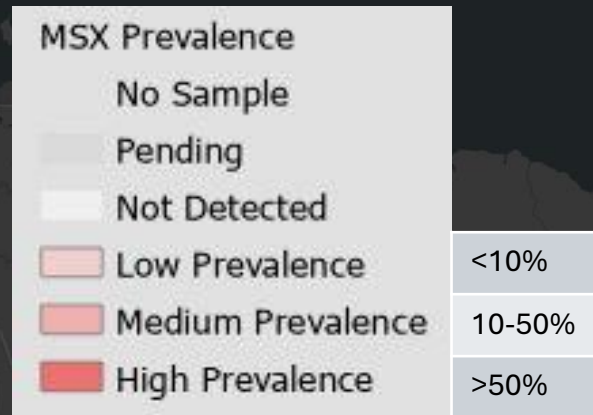 MSX Prevalence
No Sample
Pending
Not Detected
Low Prevalence <10%
Medium Prevalence 10-50%
High Prevalence >50%